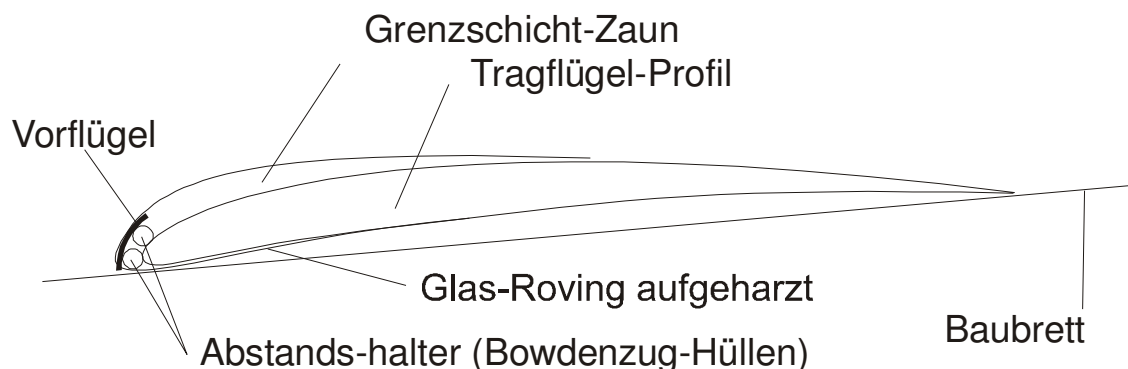 Grenzschicht-Zaun
Tragflügel-Profil
Vorflügel
Glas-Roving aufgeharzt
Baubrett
Abstands-halter (Bowdenzug-Hüllen)